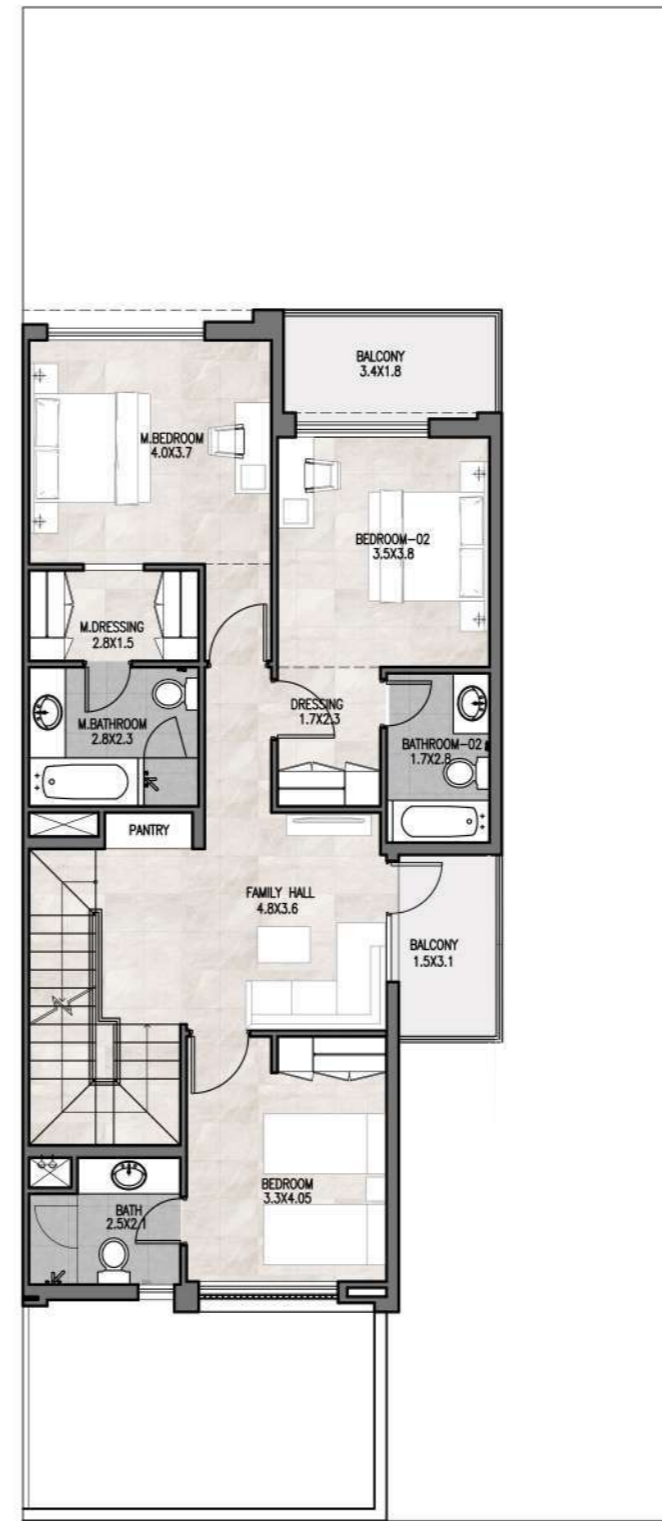 BALCONY
3.4X1.8
M.BEDROOM
4.0X3.7
BEDROOM-02
3.5X3.8
M.DRESSING
2.8X1.5
DRESSING
1.7X2.3
M.BATHROOM
2.8X2.3
BATHROOM-02
1.7X2.8
PANTRY
FAMILY HALL
4.8X3.6
BALCONY
1.5X3.1
BEDROOM
3.3X4.05
BATH
2.5X2.1